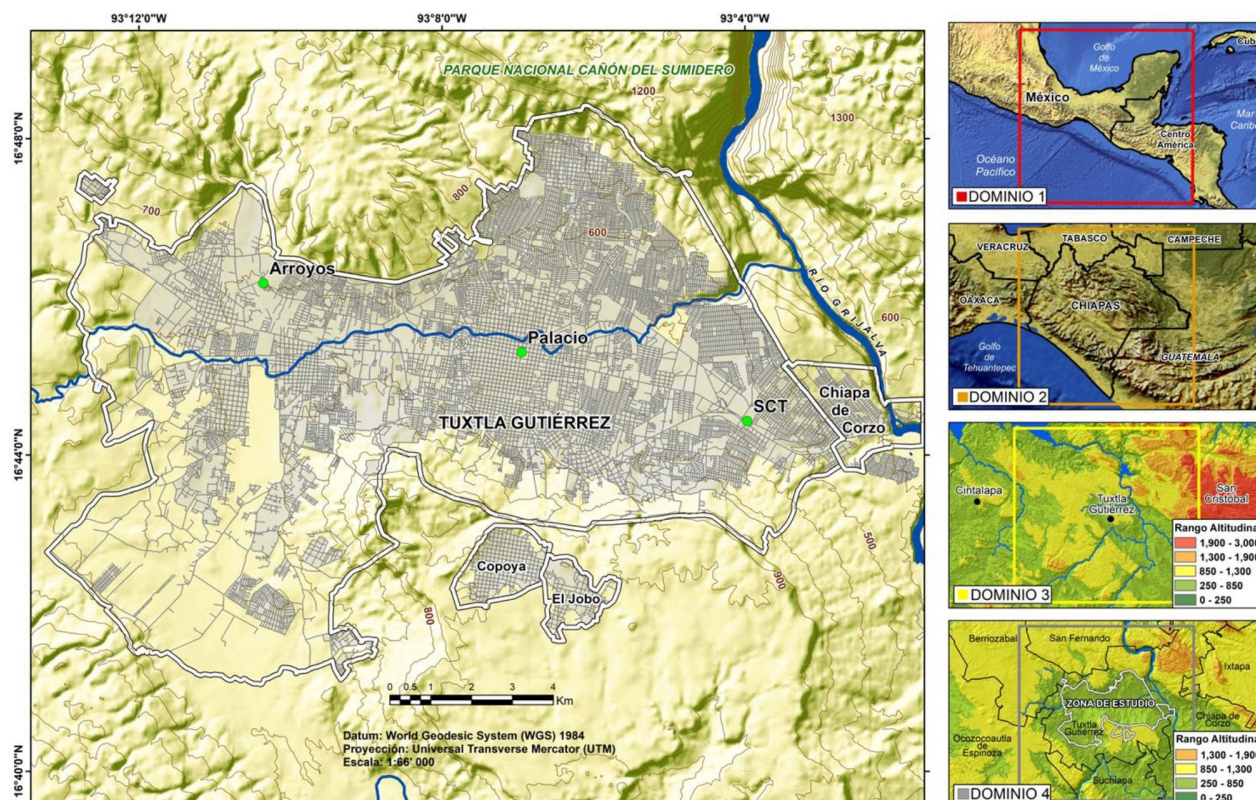 93°12'0"W
93°8'0"W
93°4'0"W
16°48'0"N
16°44'0"N
16°40'0"N
PARQUE NACIONAL CAÑÓN DEL SUMIDERO
1200
1300
800
700
600
Arroyos
RÍO GRIJALVA
600
Palacio
Chiapa
de
Corzo
SCT
TUXTLA GUTIÉRREZ
500
900
Copoya
El Jobo
800
0 0.5 1 2 3 4
Km
Datum: World Geodesic System (WGS) 1984
Proyección: Universal Transverse Mercator (UTM)
Escala: 1:66' 000
Golfo
de
México
Cub
México
Mar
Carib
Centro
América
Océano
Pacífico
DOMINIO 1
VERACRUZ
TABASCO
CAMPECHE
OAXACA
CHIAPAS
Golfo
de
Tehuantepec
GUATEMALA
DOMINIO 2
Cintalapa
Tuxtla
Gutiérrez
San
Cristóbal
Rango Altitudina
1,900 - 3,000
1,300 - 1,900
850 - 1,300
250 - 850
0 - 250
DOMINIO 3
Berriozabal
San Fernando
Ixtapa
ZONA DE ESTUDIO
Tuxtla
Gutiérrez
Chiapa de
Corzo
Ocozocoautla
de
Espinoza
Suchiapa
Rango Altitudina
1,300 - 1,900
850 - 1,300
250 - 850
0 - 250
DOMINIO 4